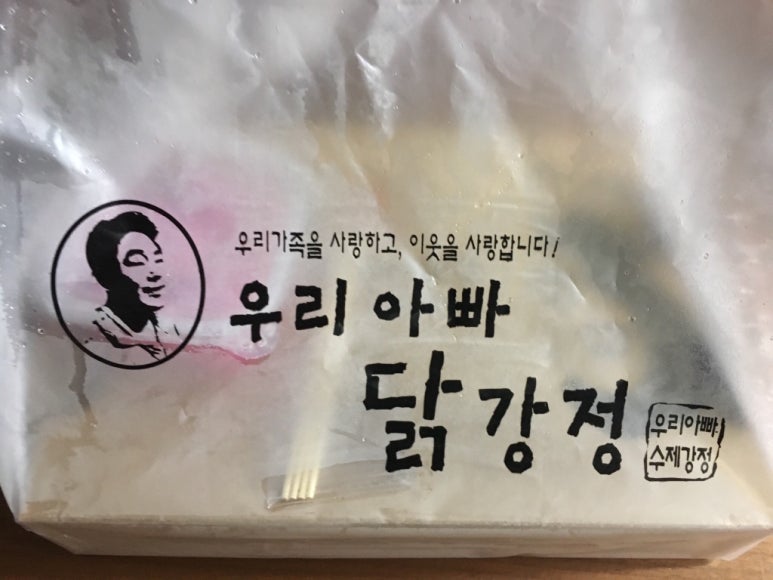 우리가족을 사랑하고, 이웃을 사랑합니다!
우리 아빠
닭강정
우리아빠
수제강정